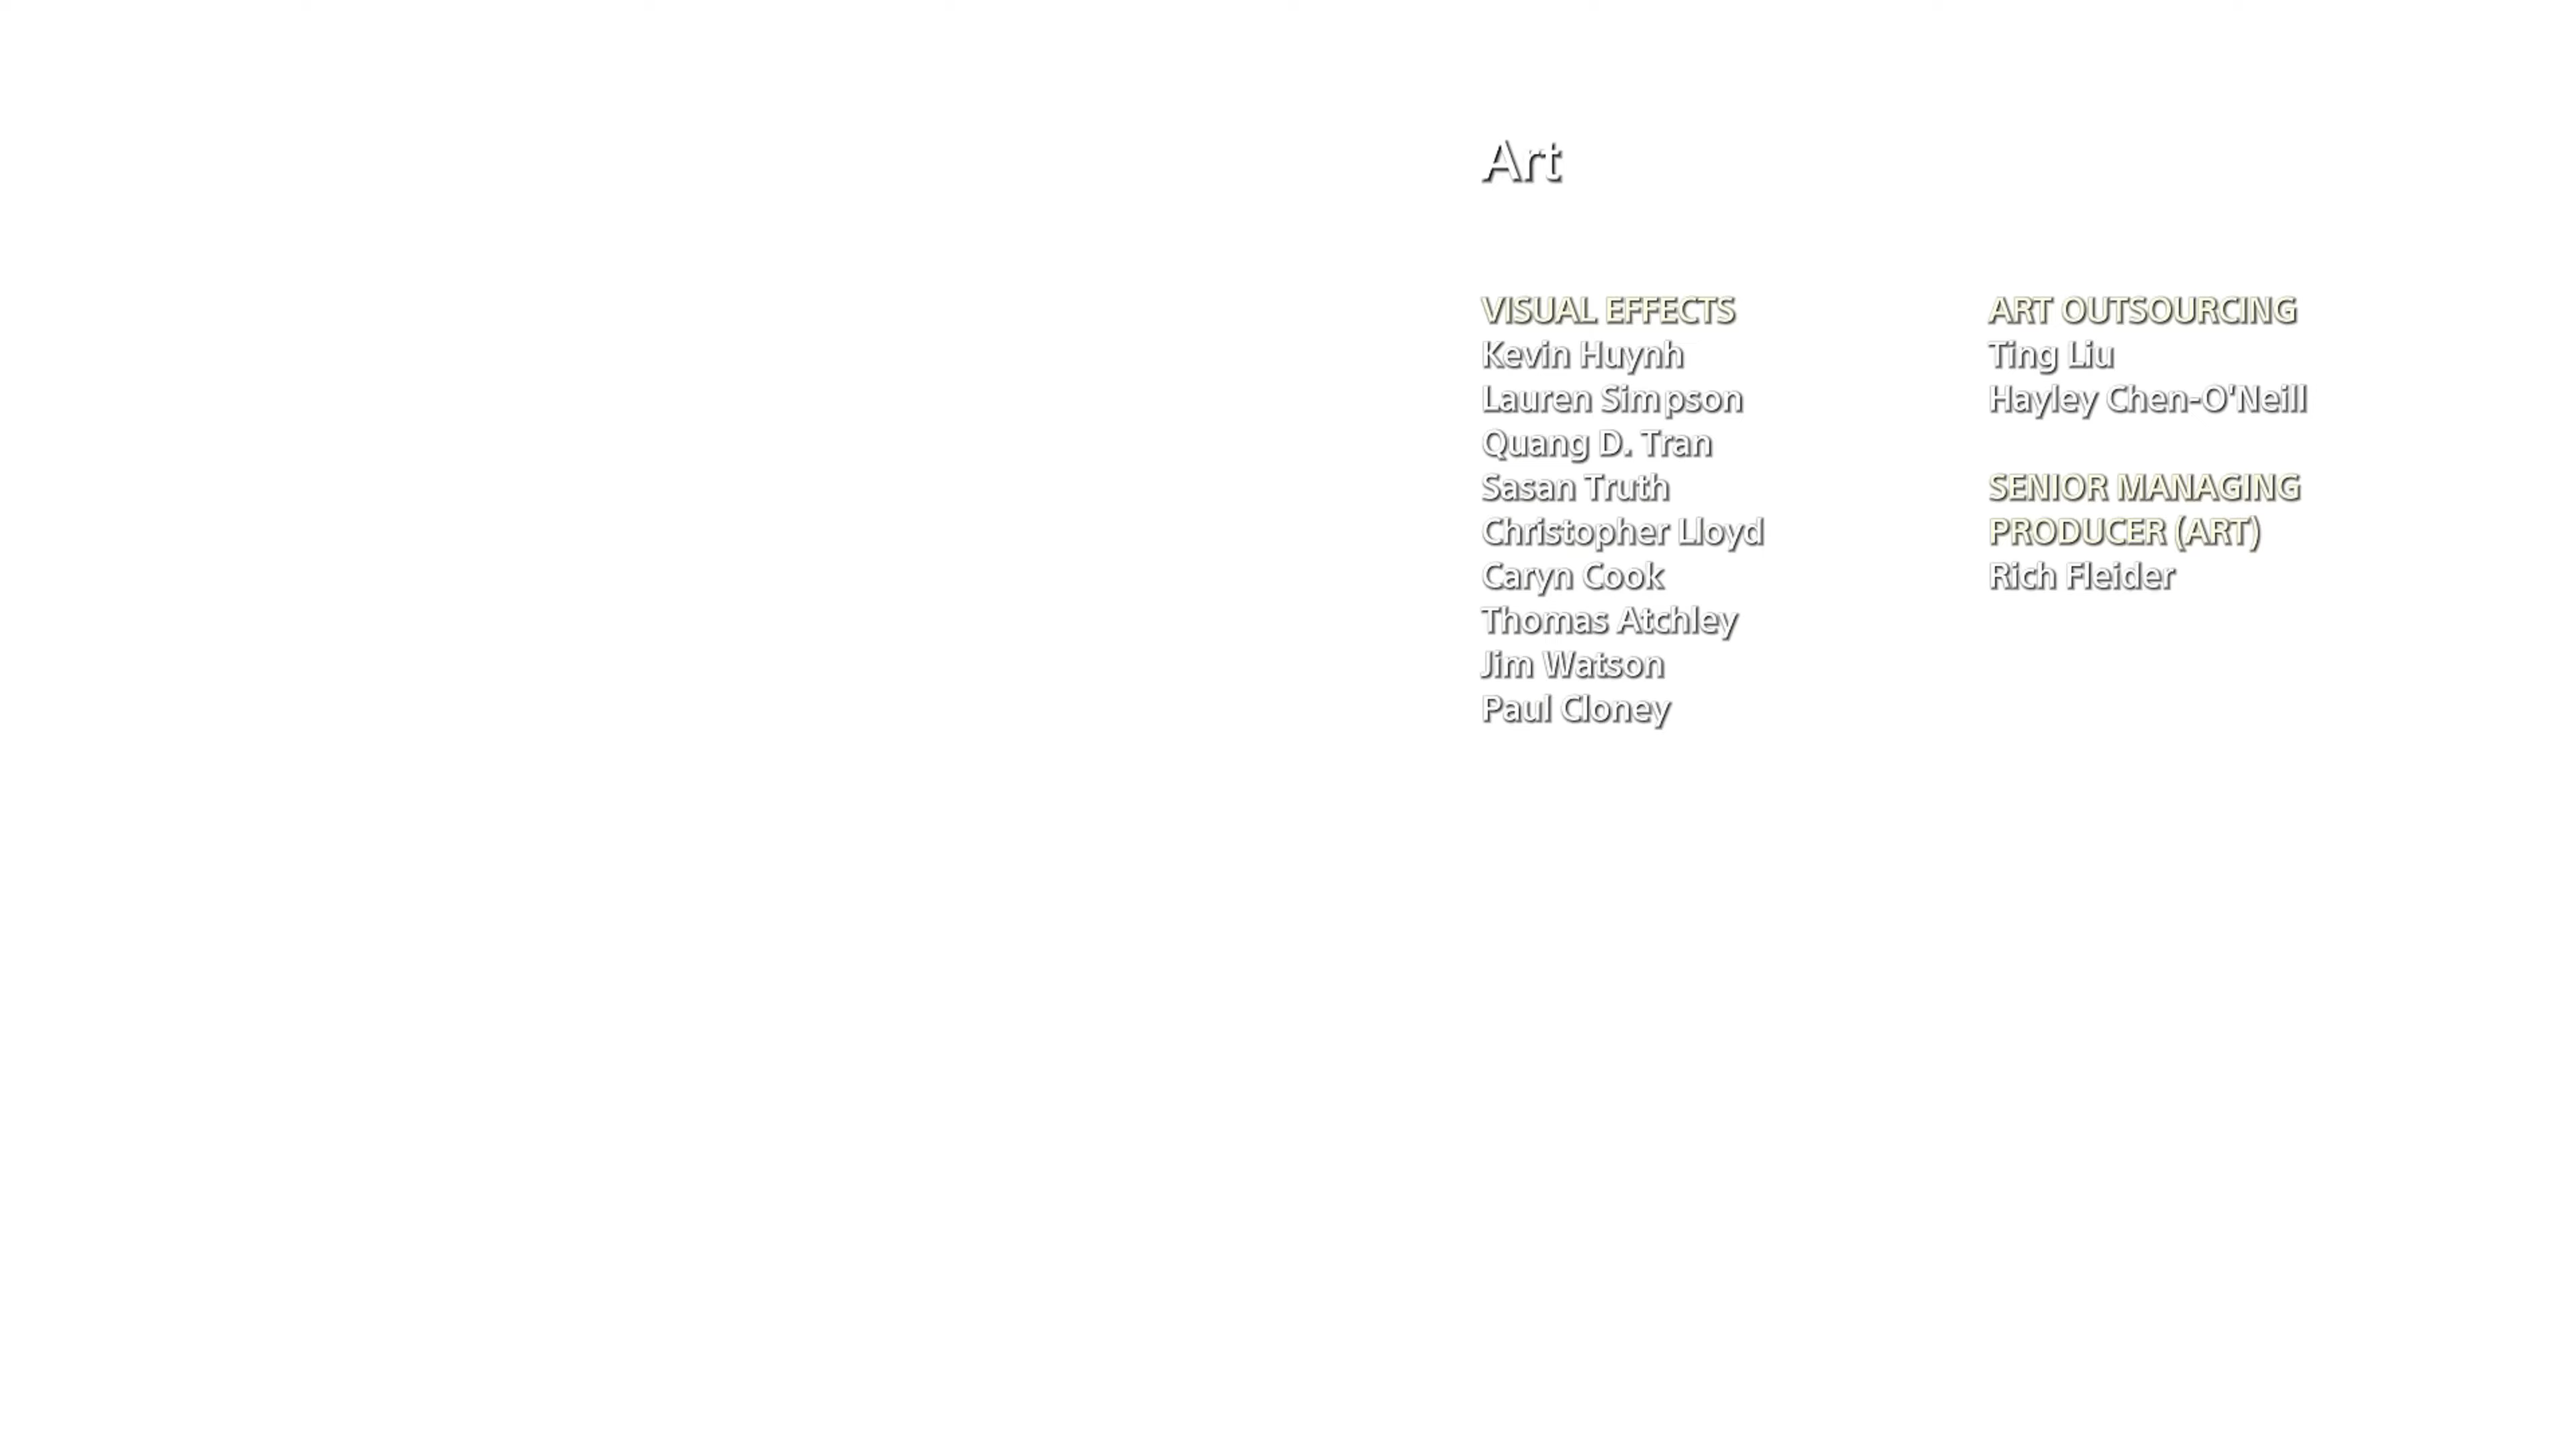 Art
VISUAL EFFECTS
Kevin Huynh
Lauren Simpson
Quang D. Tran
Sasan Truth
Christopher Lloyd
Caryn Cook
Thomas Atchley
Jim Watson
Paul Cloney
ART OUTSOURCING
Ting Liu
Hayley Chen-O'Neill
SENIOR MANAGING
PRODUCER (ART)
Rich Fleider